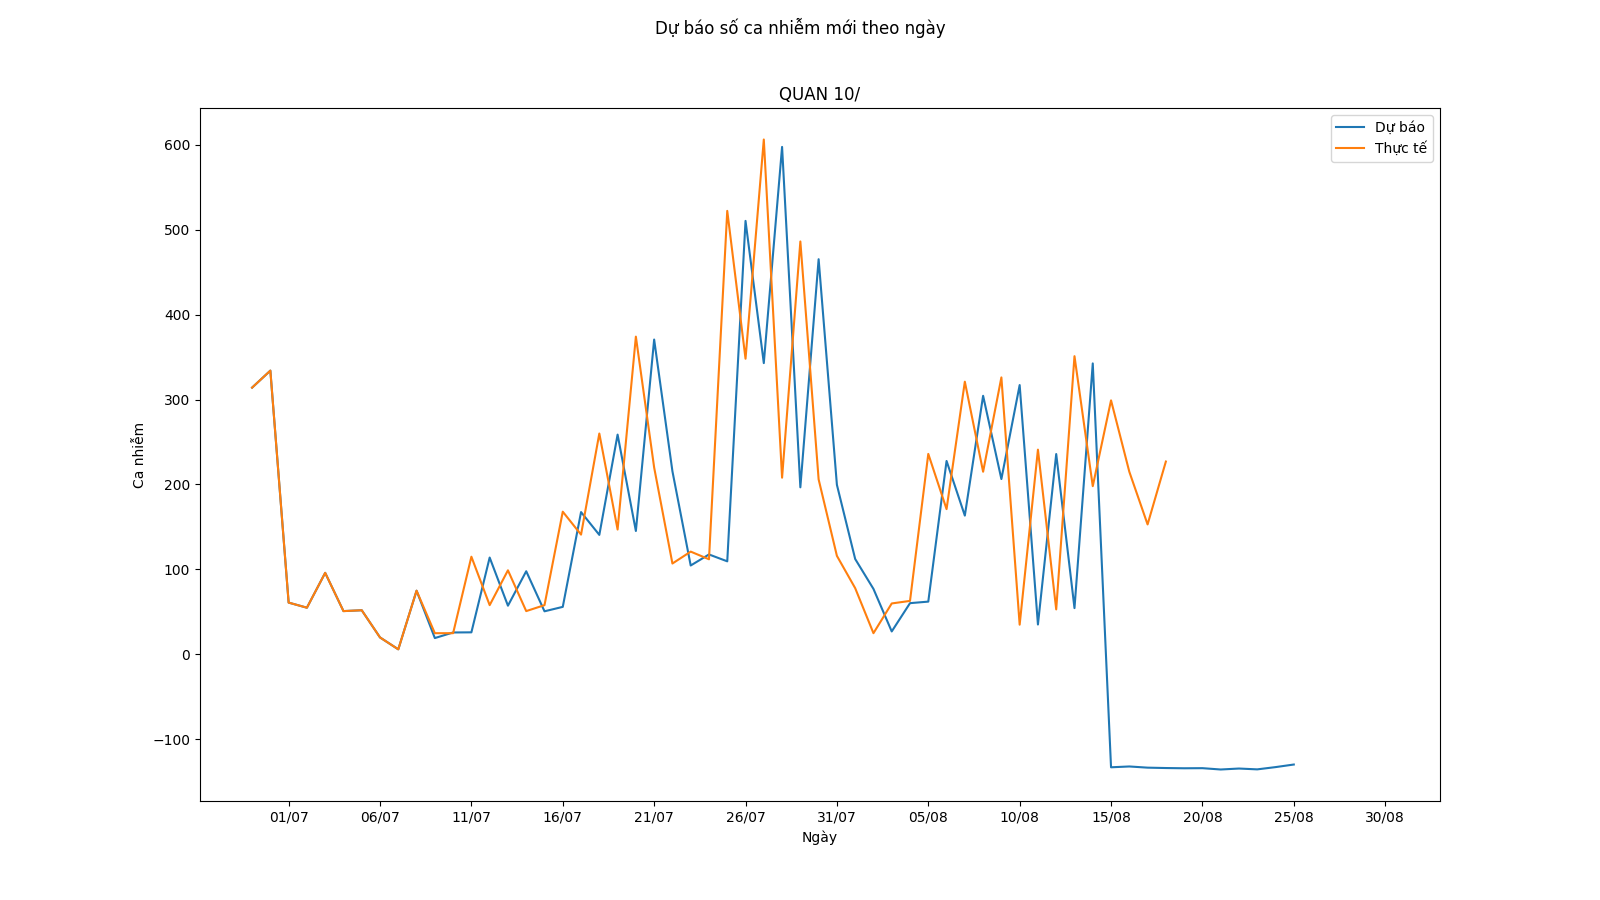 Dự báo số ca nhiễm mới theo ngày
QUAN 10/
Dự báo
Thực tế
600
500
400
300
200
100
0
−100
Ca nhiễm
01/07 06/07 11/07 16/07 21/07 26/07 31/07 05/08 10/08 15/08 20/08 25/08 30/08
Ngày